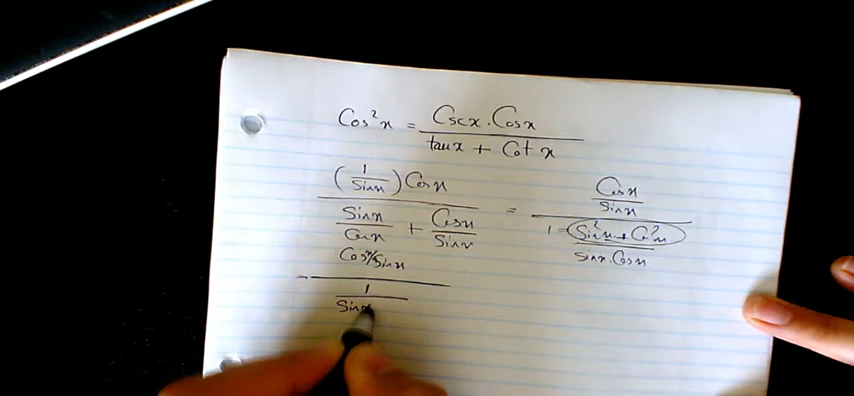 Cos²x = Cscx . Cosx
tanx + Cot x
(1/Sinx) Cosx
Sinx/Cosx + Cosx/Sinx
= Cosx/Sinx
1 = Sin²x + Cos²x
Sinx . Cosx
= Cosx/Sinx
1
Sinx